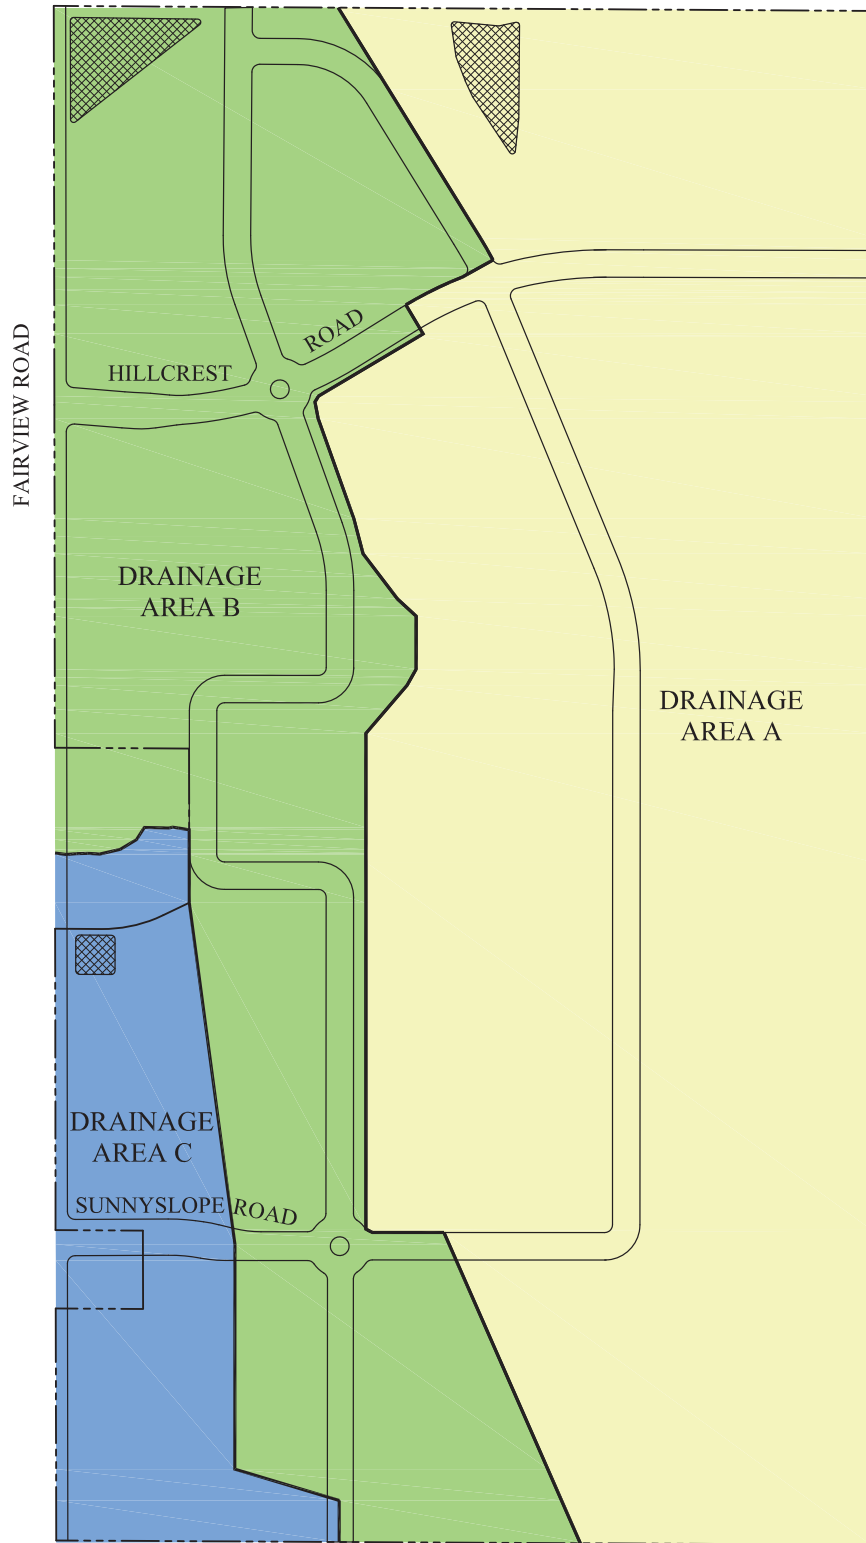 ROAD
HILLCREST
FAIRVIEW ROAD
DRAINAGE
AREA B
DRAINAGE
AREA A
DRAINAGE
AREA C
SUNNYSLOPE ROAD